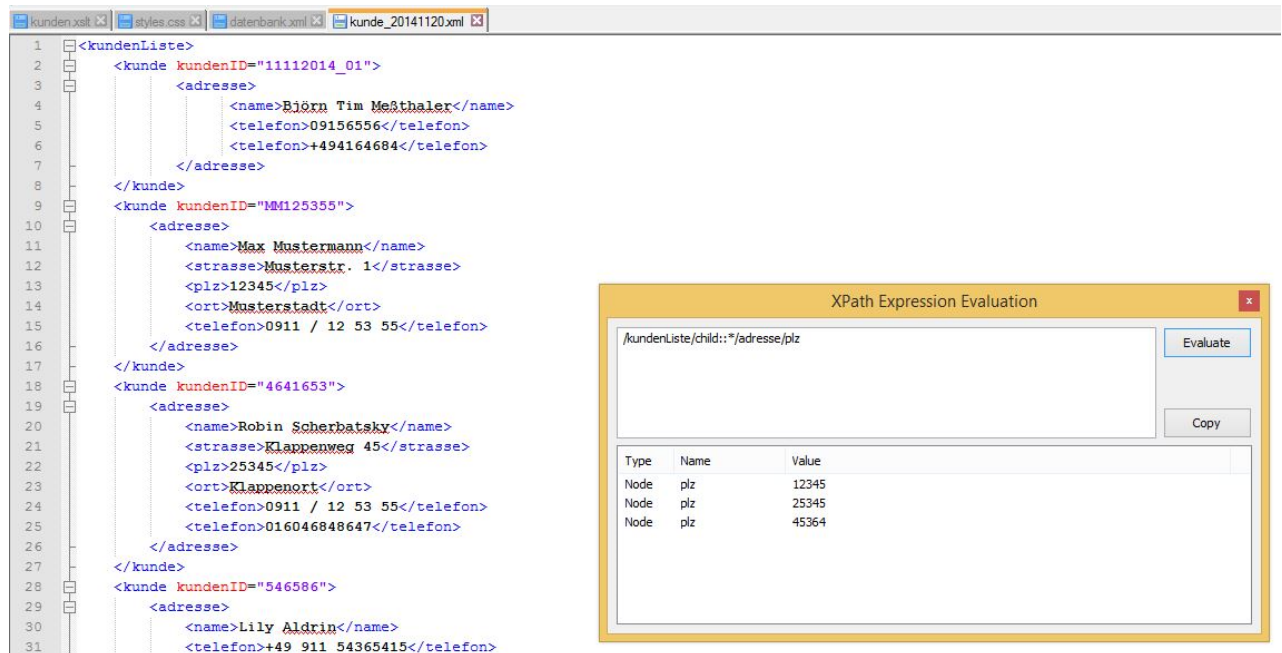 kunden.xslt styles.css datenbank.xml kunde_20141120.xml
1 <kundenListe>
2 <kunde kundenID="11112014_01">
3 <adresse>
4 <name>Björn Tim Meßthaler</name>
5 <telefon>09156556</telefon>
6 <telefon>+494164684</telefon>
7 </adresse>
8 </kunde>
9 <kunde kundenID="MM125355">
10 <adresse>
11 <name>Max Mustermann</name>
12 <strasse>Musterstr. 1</strasse>
13 <plz>12345</plz>
14 <ort>Musterstadt</ort>
15 <telefon>0911 / 12 53 55</telefon>
16 </adresse>
17 </kunde>
18 <kunde kundenID="4641653">
19 <adresse>
20 <name>Robin Scherbatsky</name>
21 <strasse>Klappenweg 45</strasse>
22 <plz>25345</plz>
23 <ort>Klappenort</ort>
24 <telefon>0911 / 12 53 55</telefon>
25 <telefon>016046848647</telefon>
26 </adresse>
27 </kunde>
28 <kunde kundenID="546586">
29 <adresse>
30 <name>Lily Aldrin</name>
31 <telefon>+49 911 54365415</telefon>
XPath Expression Evaluation x
/kundenListe/child::*/adresse/plz
Evaluate
Copy
Type Name Value
Node plz 12345
Node plz 25345
Node plz 45364